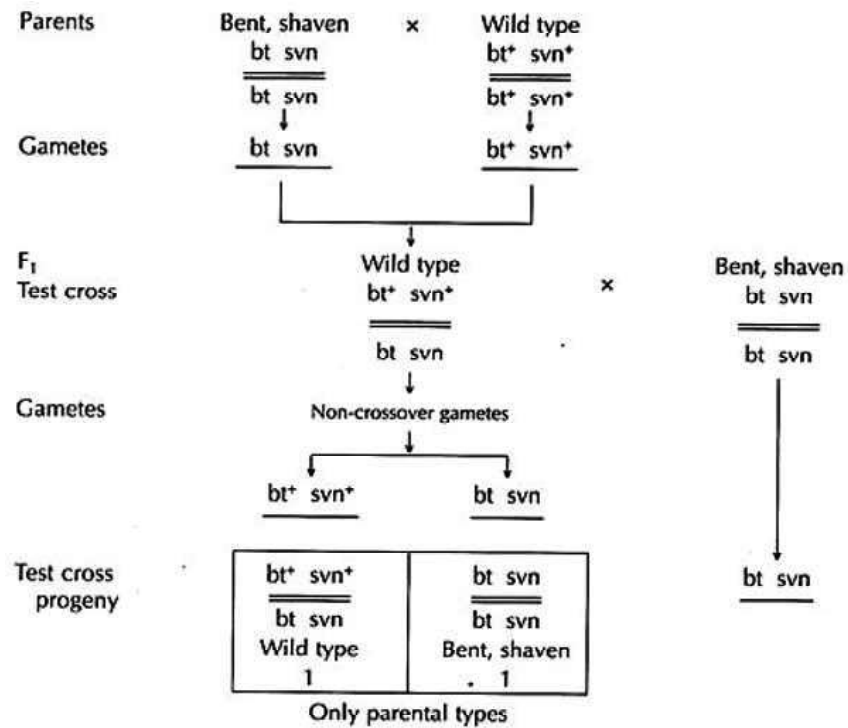 Parents Bent, shaven × Wild type
bt svn bt⁺ svn⁺
bt svn bt⁺ svn⁺
Gametes bt svn bt⁺ svn⁺
F₁ Wild type × Bent, shaven
Test cross bt⁺ svn⁺ bt svn
bt svn bt svn
Gametes Non-crossover gametes
bt⁺ svn⁺ bt svn
Test cross bt⁺ svn⁺ bt svn bt svn
progeny bt svn bt svn
Wild type Bent, shaven
1 1
Only parental types